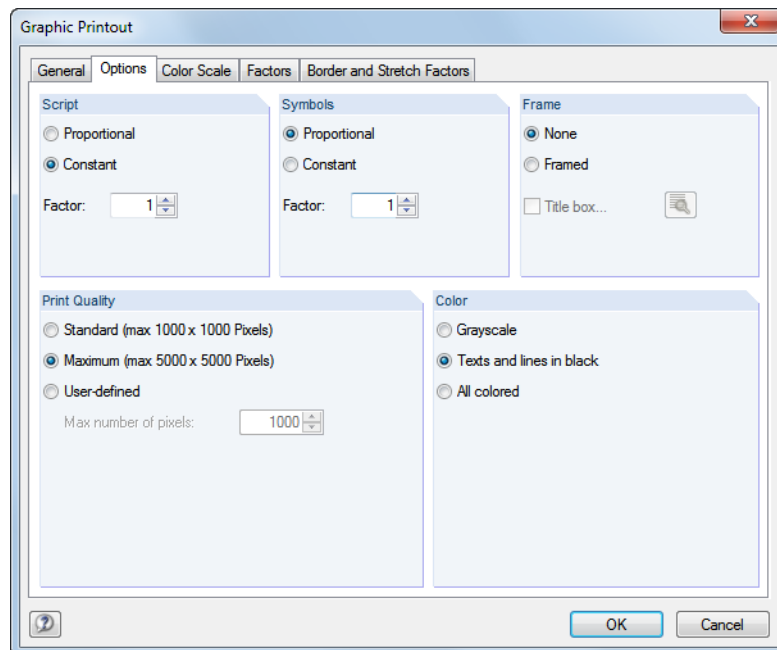 Graphic Printout
General Options Color Scale Factors Border and Stretch Factors
Script
Proportional
Constant
Factor: 1
Symbols
Proportional
Constant
Factor: 1
Frame
None
Framed
Title box...
Print Quality
Standard (max 1000 x 1000 Pixels)
Maximum (max 5000 x 5000 Pixels)
User-defined
Max number of pixels: 1000
Color
Grayscale
Texts and lines in black
All colored
OK Cancel